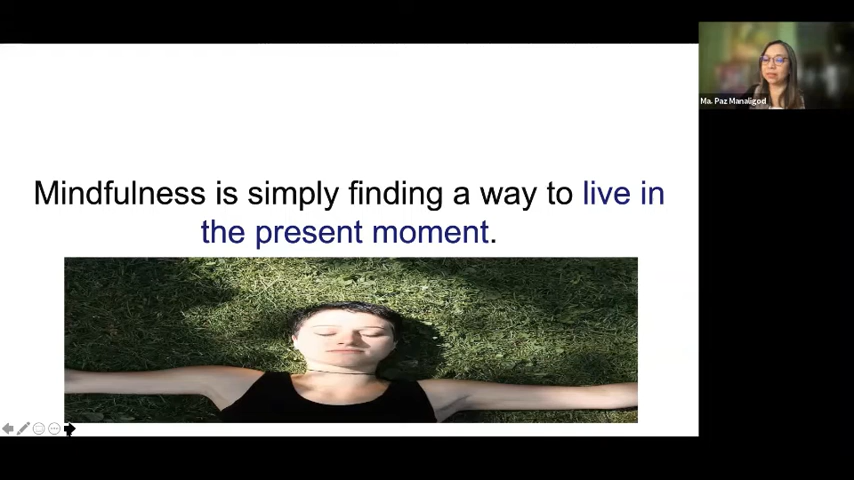 Mindfulness is simply finding a way to live in
the present moment.
Ma. Paz Manaligod